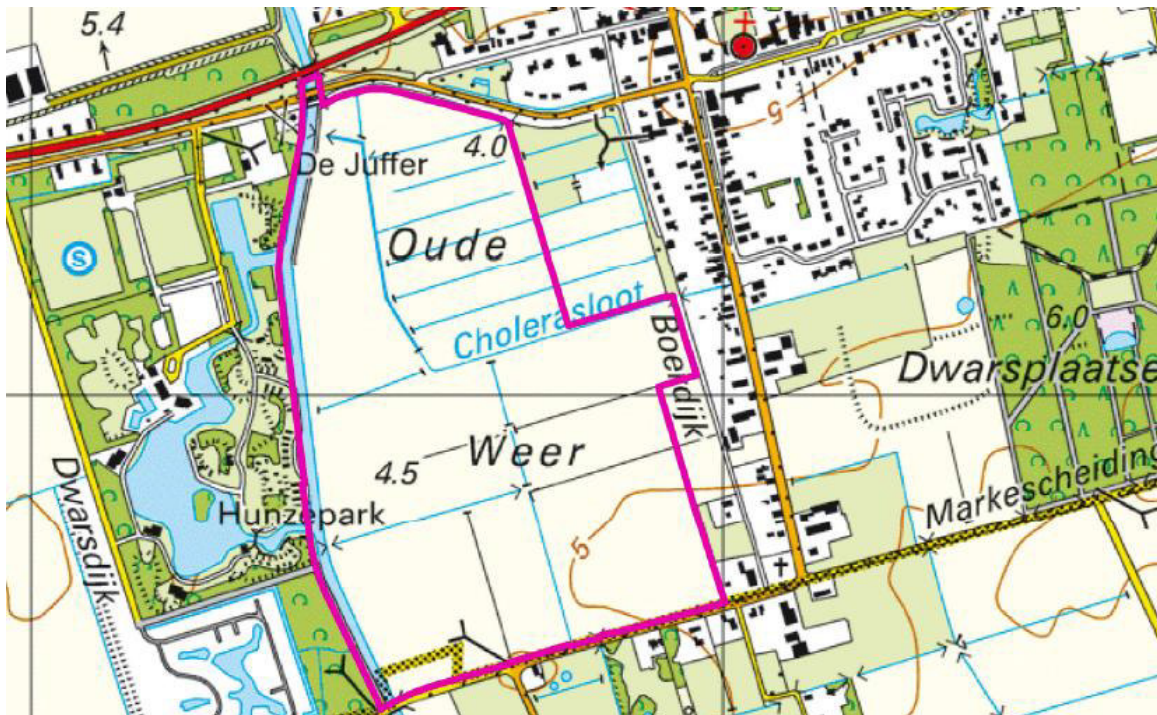 5.4
De Juffer
4.0
5
S
Oude
Cholerasloot
Boerdijk
6.0
Dwarsplaatse
Weer
4.5
Dwarsdijk
Hunzepark
5
Markescheiding